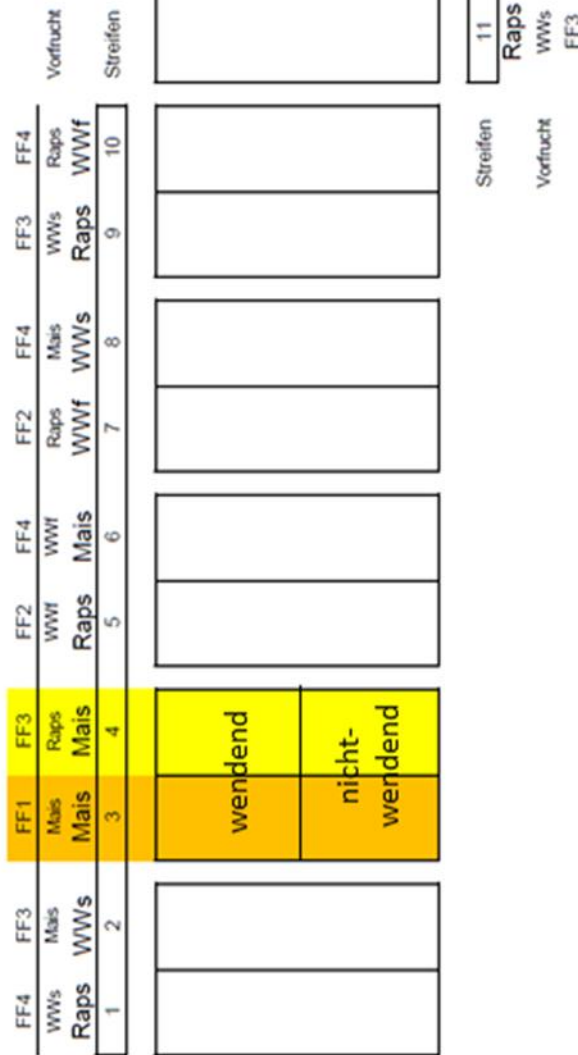 FF4 FF3 FF1 FF3 FF2 FF4 FF2 FF4 FF3 FF4
WWs Mais Mais Raps WWf WWf Raps Mais WWs Raps Vorfrucht
Raps WWs Mais Mais Raps Mais WWf WWs Raps WWf
1 2 3 4 5 6 7 8 9 10 Streifen
wendend
nicht-
wendend
Streifen 11
Raps
Vorfrucht WWs
FF3